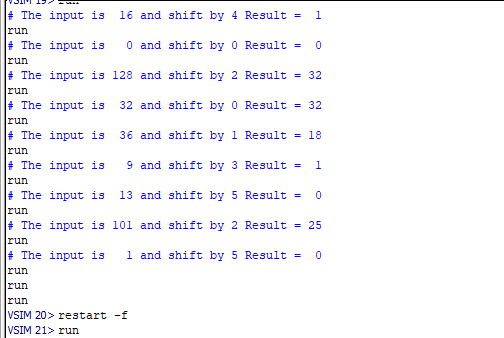 VSIM 19> run
# The input is  16 and shift by 4 Result =  1
run
# The input is   0 and shift by 0 Result =  0
run
# The input is 128 and shift by 2 Result = 32
run
# The input is  32 and shift by 0 Result = 32
run
# The input is  36 and shift by 1 Result = 18
run
# The input is   9 and shift by 3 Result =  1
run
# The input is  13 and shift by 5 Result =  0
run
# The input is 101 and shift by 2 Result = 25
run
# The input is   1 and shift by 5 Result =  0
run
run
run
VSIM 20> restart -f
VSIM 21> run